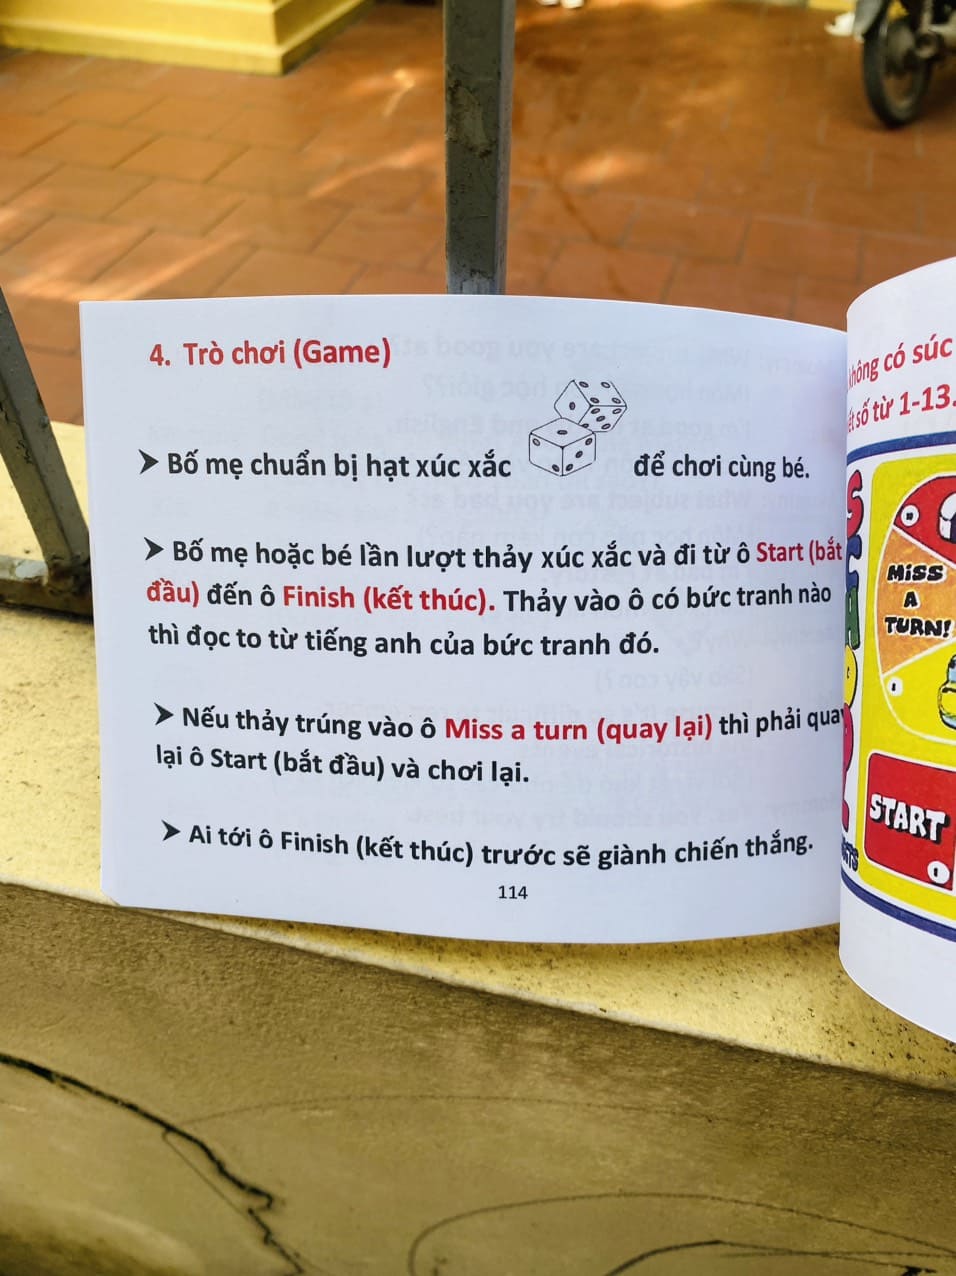 4. Trò chơi (Game)
➤ Bố mẹ chuẩn bị hạt xúc xắc để chơi cùng bé.
➤ Bố mẹ hoặc bé lần lượt thảy xúc xắc và đi từ ô Start (bắt
đầu) đến ô Finish (kết thúc). Thảy vào ô có bức tranh nào
thì đọc to từ tiếng anh của bức tranh đó.
➤ Nếu thảy trúng vào ô Miss a turn (quay lại) thì phải quay
lại ô Start (bắt đầu) và chơi lại.
➤ Ai tới ô Finish (kết thúc) trước sẽ giành chiến thắng.
114
không có súc
số từ 1-13.
MISS
A
TURN!
START